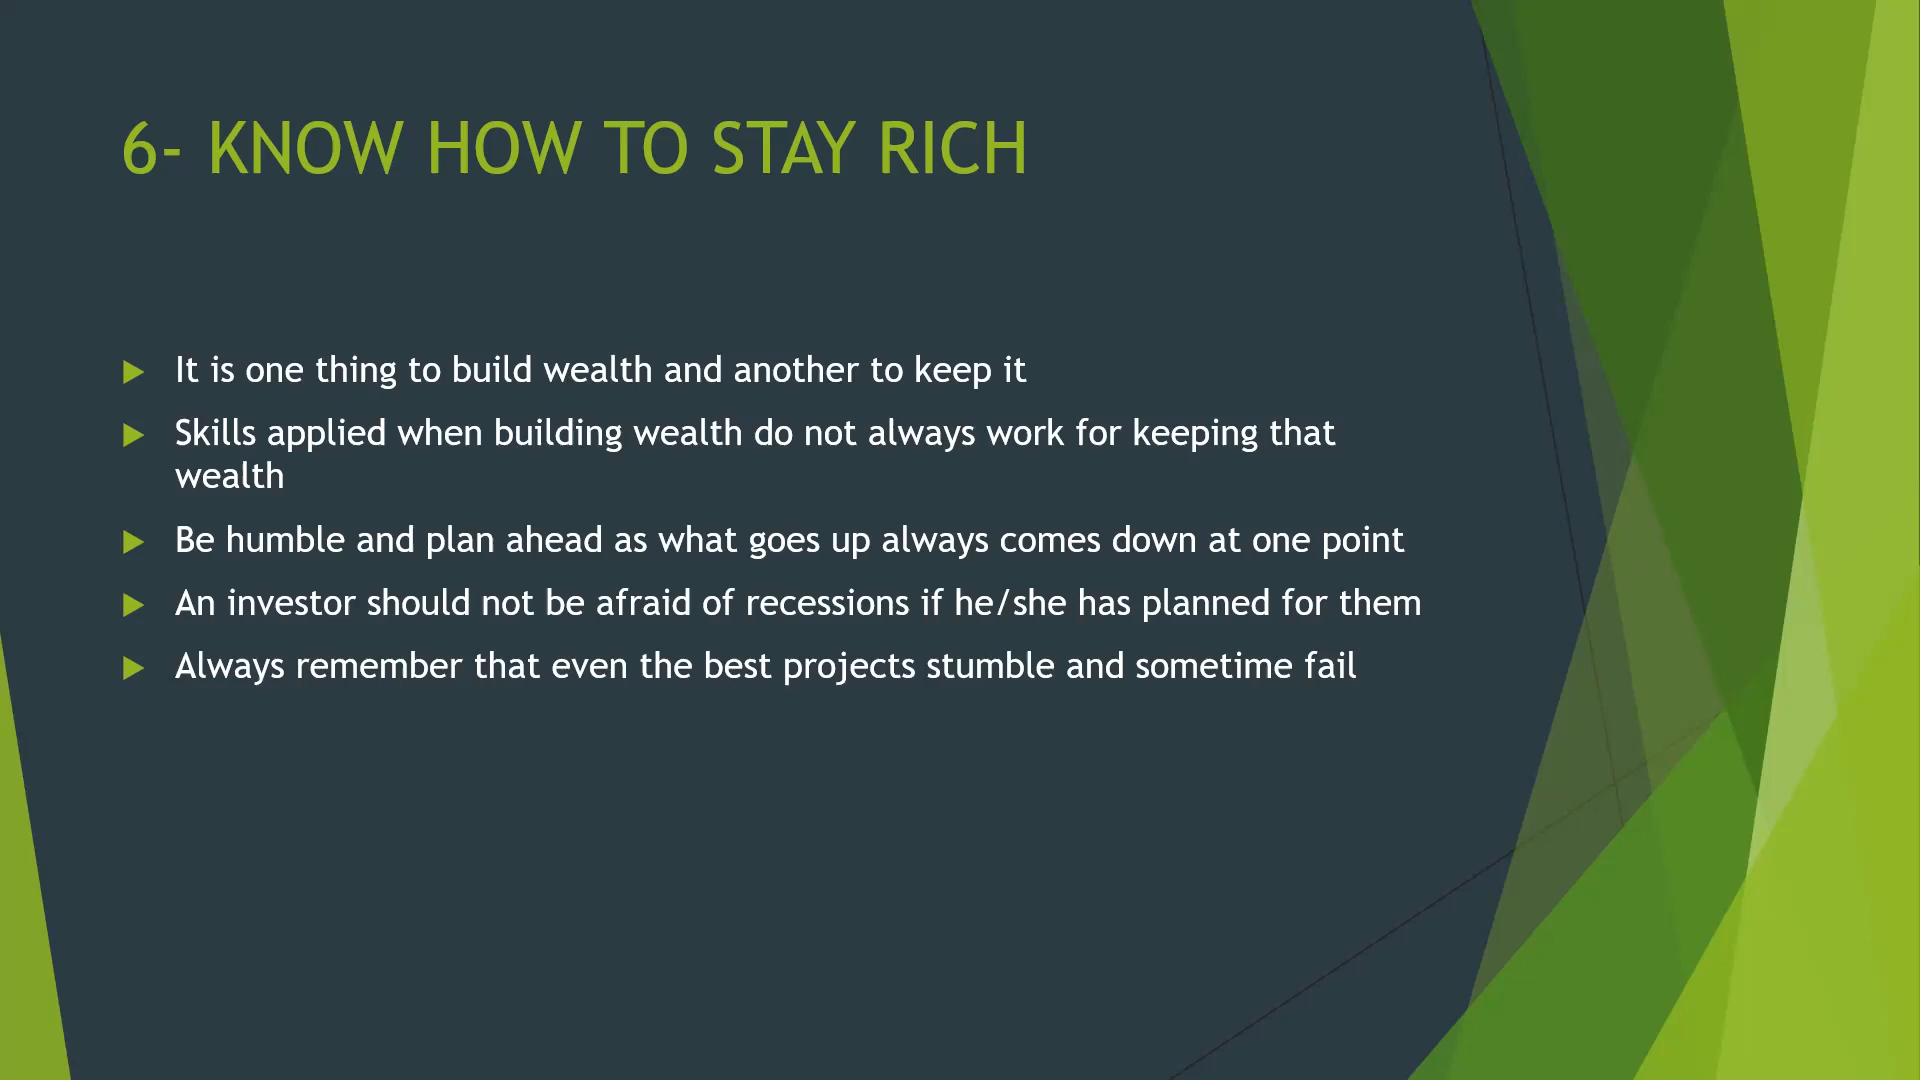 6- KNOW HOW TO STAY RICH
It is one thing to build wealth and another to keep it
Skills applied when building wealth do not always work for keeping that
wealth
Be humble and plan ahead as what goes up always comes down at one point
An investor should not be afraid of recessions if he/she has planned for them
Always remember that even the best projects stumble and sometime fail